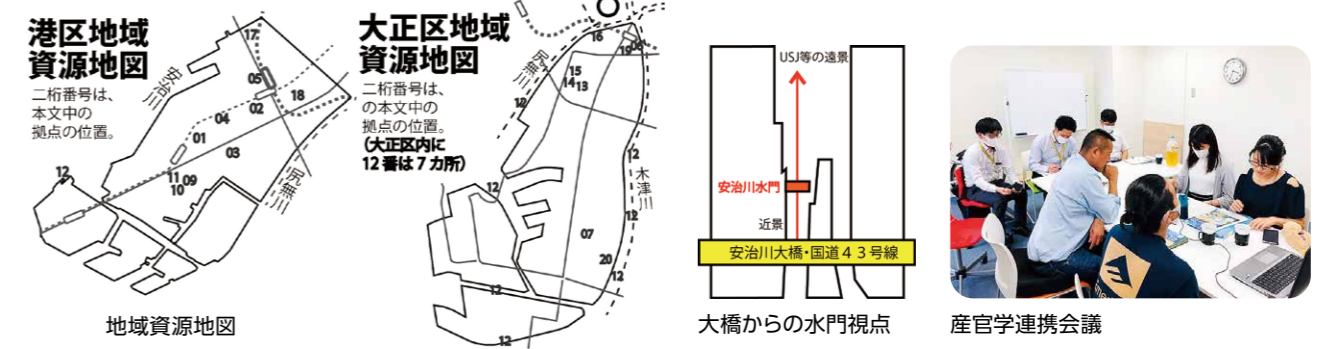 港区地域
資源地図
二桁番号は、
本文中の
拠点の位置。
安治川
尻無川
17
05
02
18
04
01
03
12
11
09
10
地域資源地図
大正区地域
資源地図
二桁番号は、
の本文中の
拠点の位置。
(大正区内に
12番は7カ所)
尻無川
木津川
16
19
15
14
13
12
12
12
12
07
20
12
12
12
USJ等の遠景
安治川水門
近景
安治川大橋・国道43号線
大橋からの水門視点
産官学連携会議